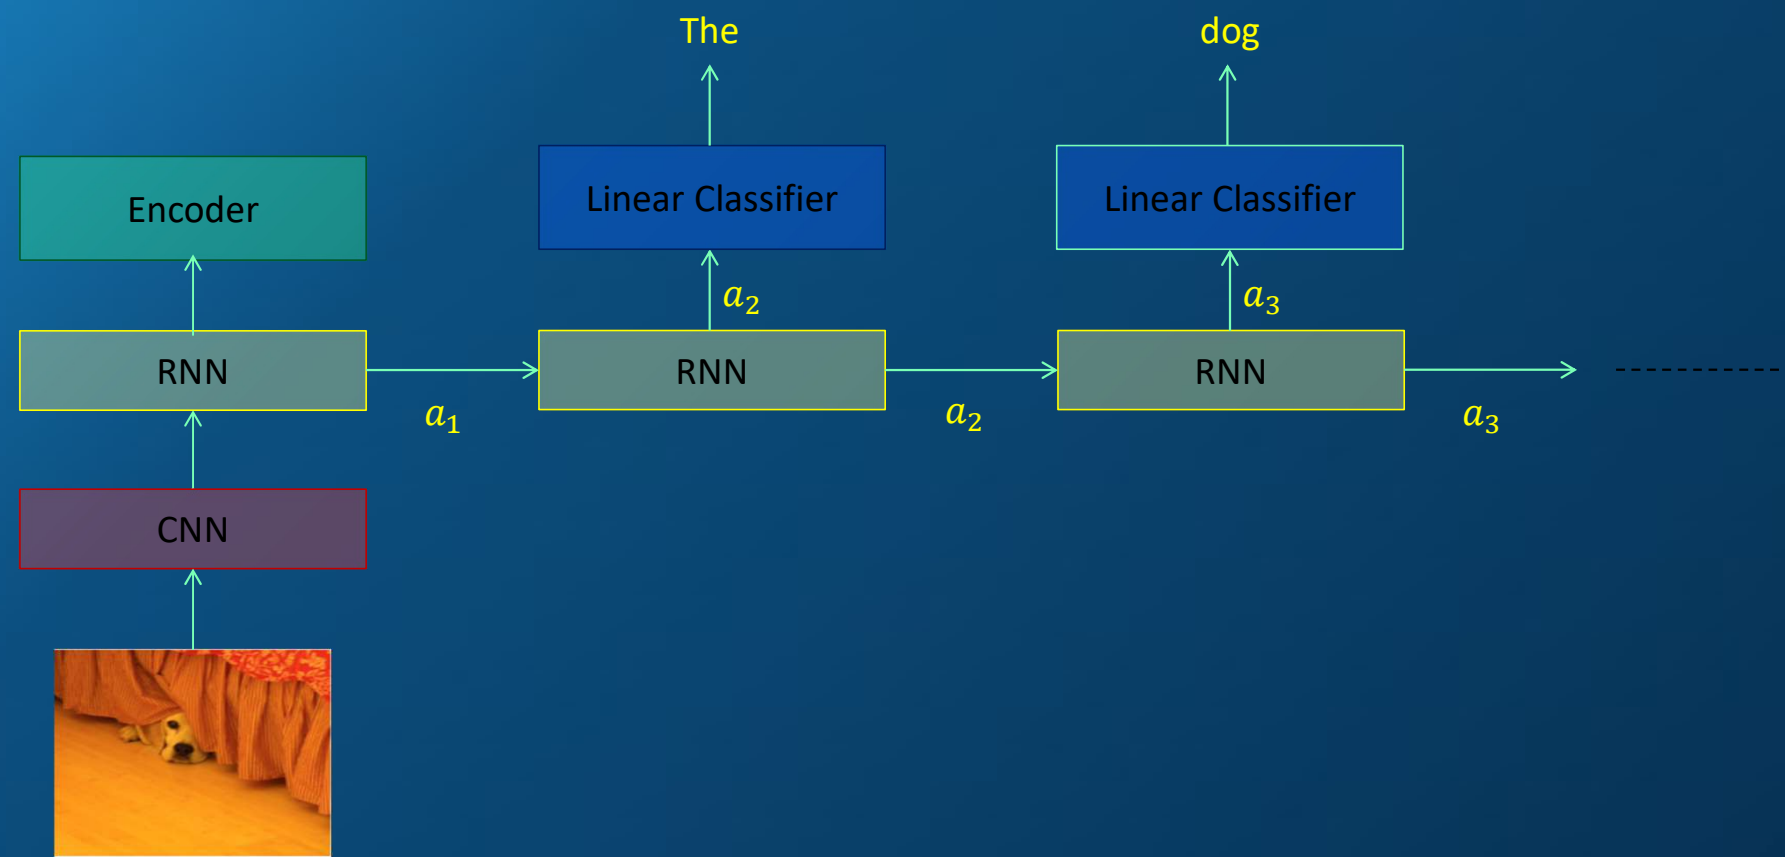 The
dog
Encoder
Linear Classifier
Linear Classifier
a₂
a₃
RNN
RNN
RNN
a₁
a₂
a₃
CNN